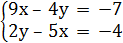 9x – 4y = –7
2y – 5x = –4